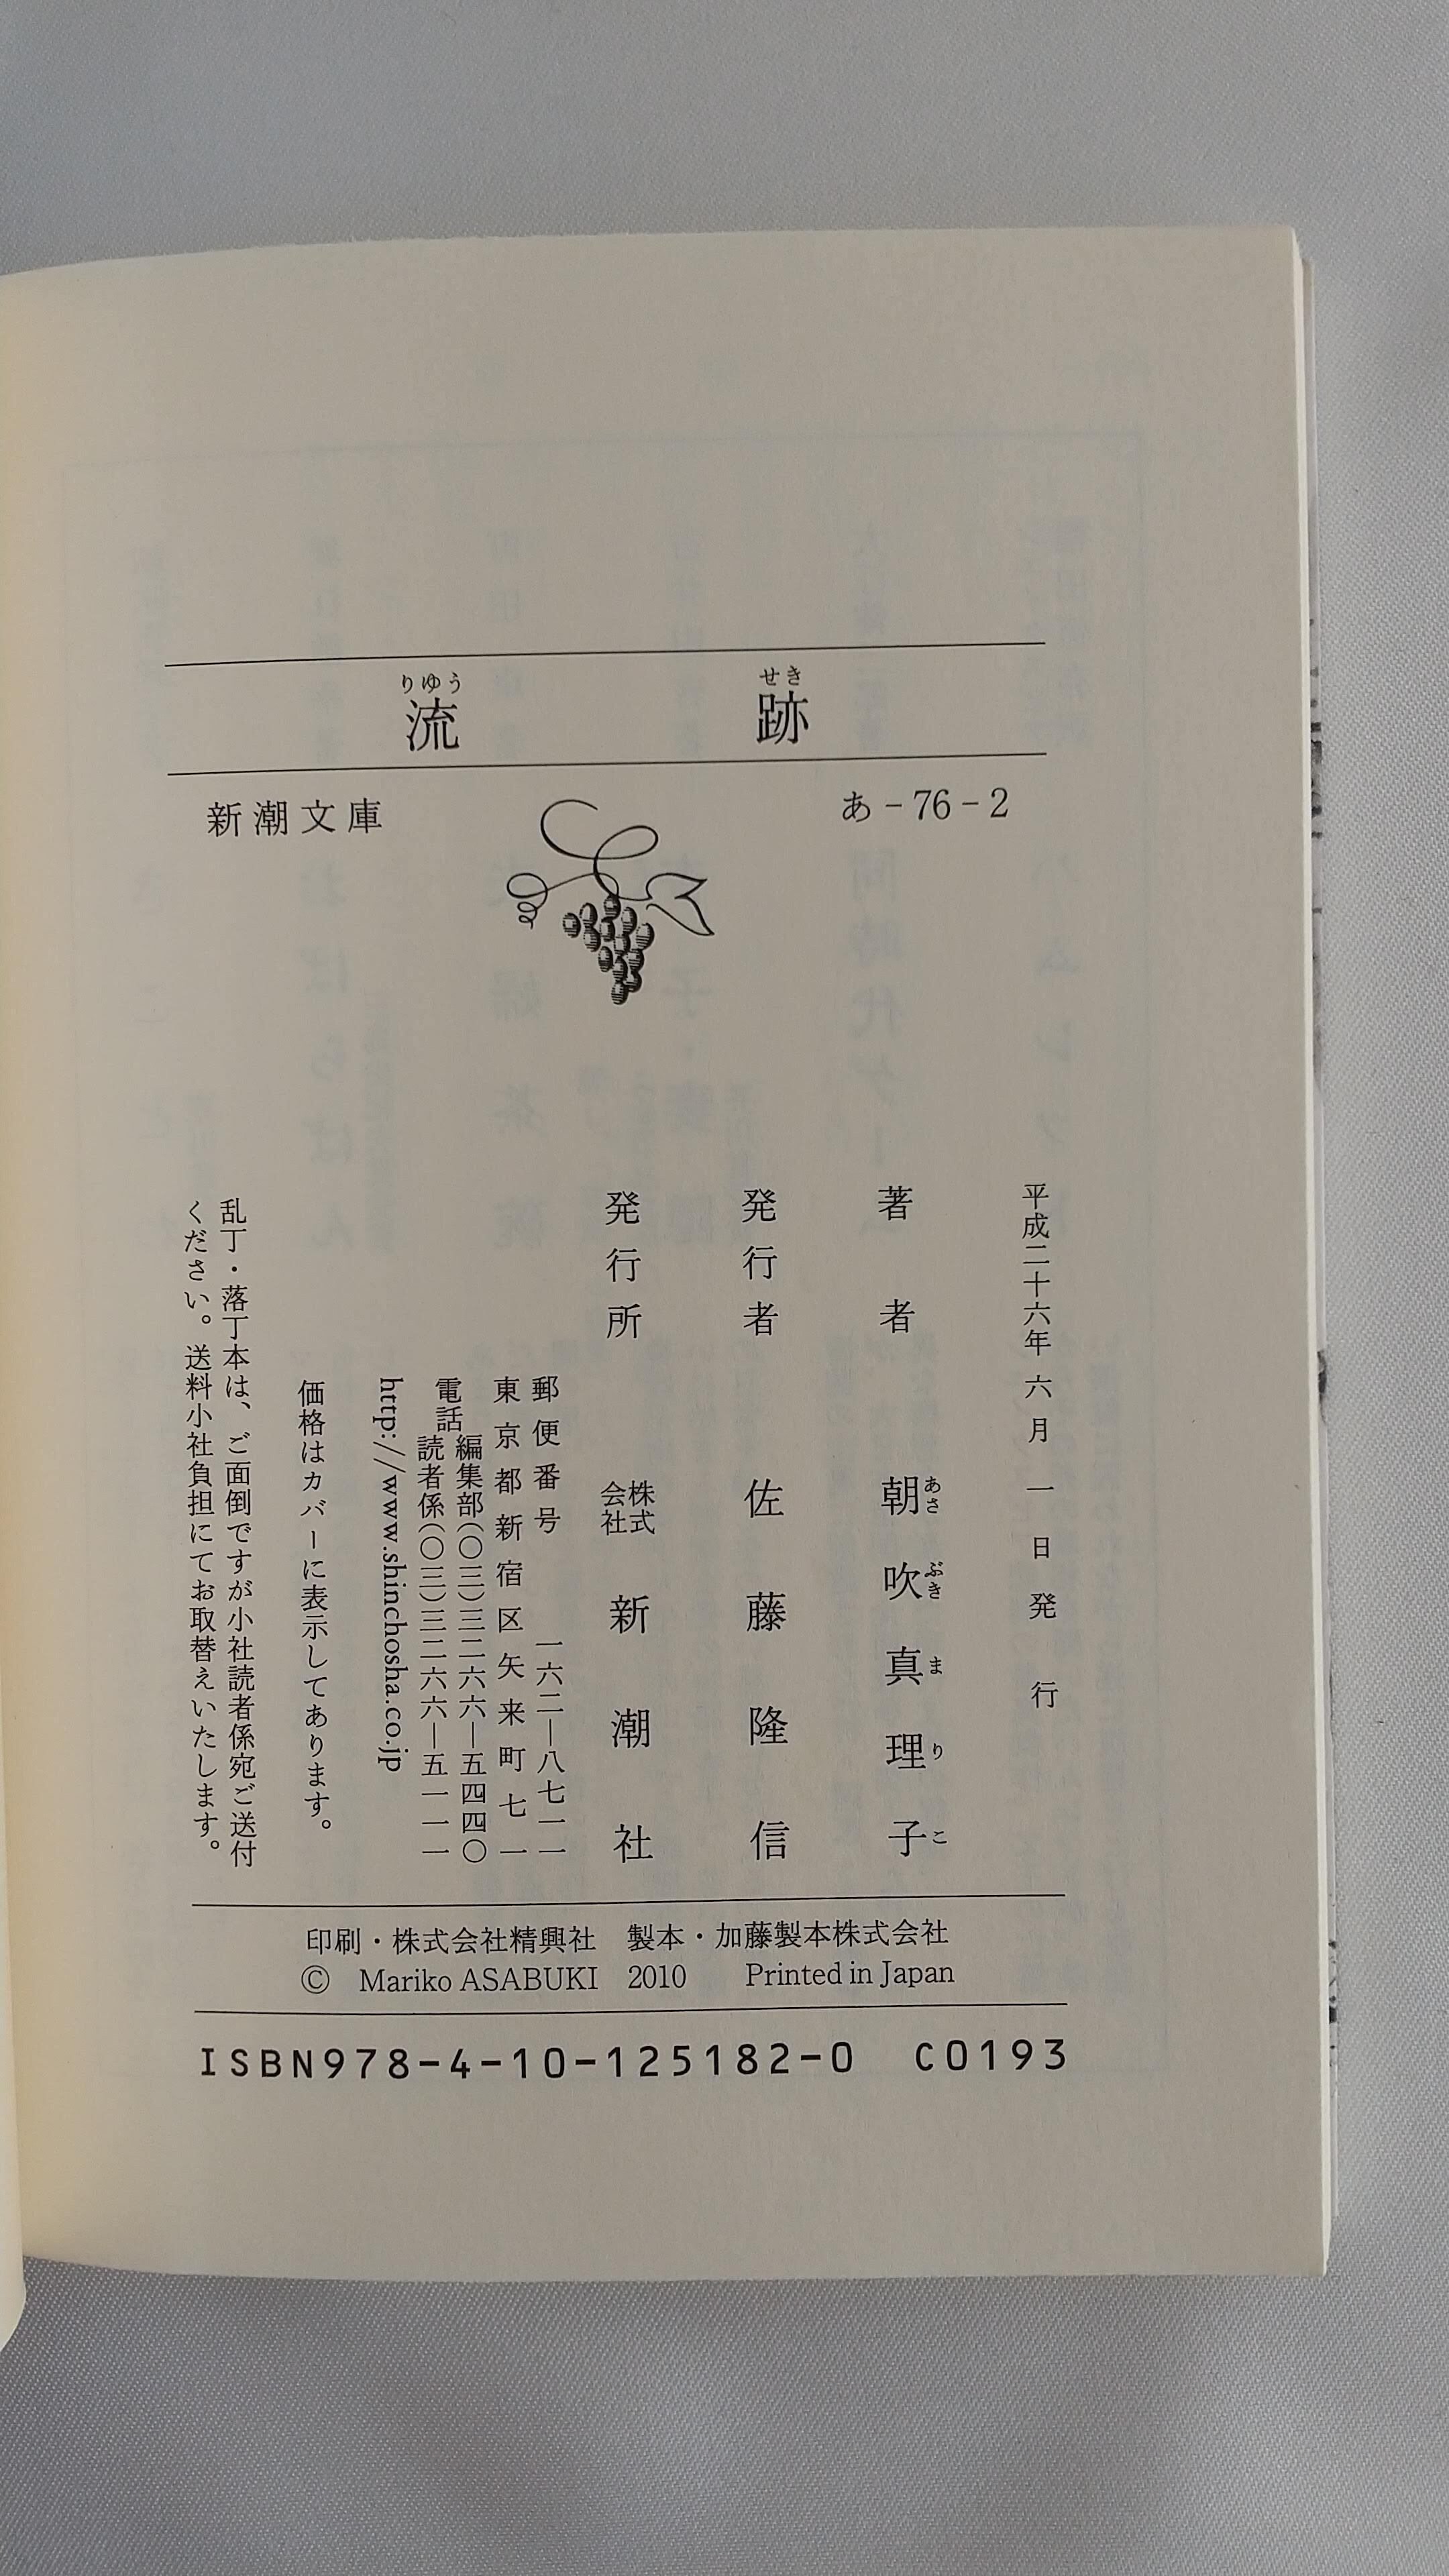 りゆう せき
流 跡
新潮文庫 あ-76-2
平成二十六年六月一日発行
あさ ぶき ま り こ
著者 朝吹真理子
発行者 佐藤隆信
発行所 株式会社 新潮社
郵便番号 一六二―八七一一
東京都新宿区矢来町七一
電話 編集部(〇三)三二六六―五四四〇
読者係(〇三)三二六六―五一一一
http://www.shinchosha.co.jp
価格はカバーに表示してあります。
乱丁・落丁本は、ご面倒ですが小社読者係宛ご送付
ください。送料小社負担にてお取替えいたします。
印刷・株式会社精興社 製本・加藤製本株式会社
© Mariko ASABUKI 2010 Printed in Japan
ISBN978-4-10-125182-0 C0193